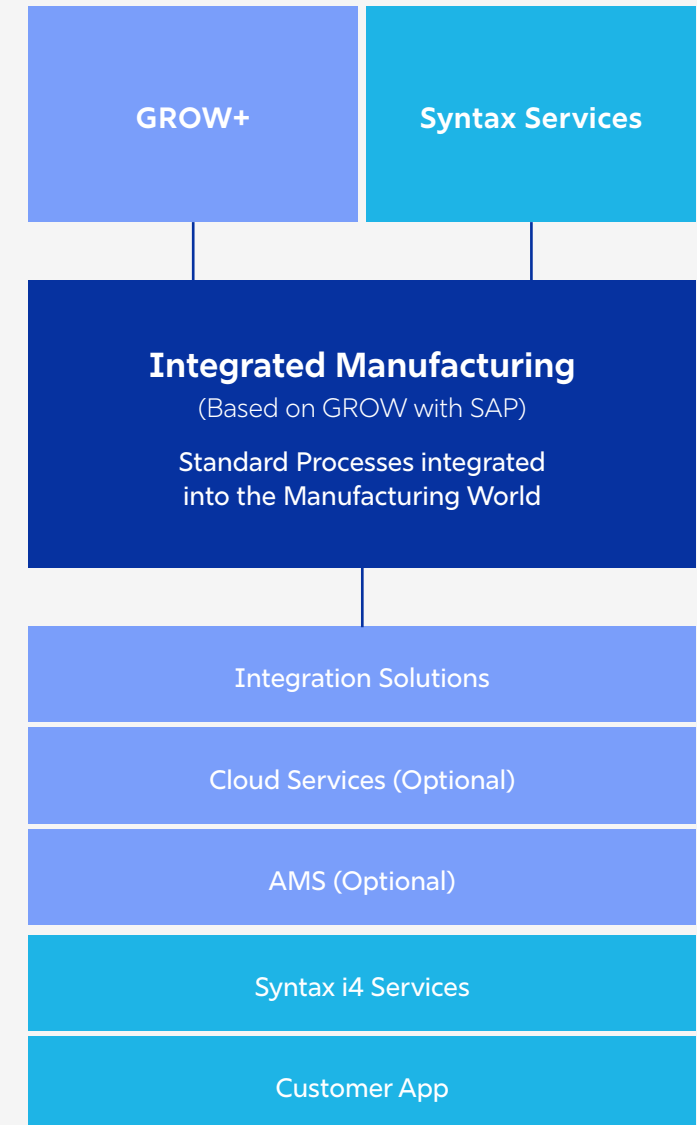 GROW+
Syntax Services
Integrated Manufacturing
(Based on GROW with SAP)
Standard Processes integrated
into the Manufacturing World
Integration Solutions
Cloud Services (Optional)
AMS (Optional)
Syntax i4 Services
Customer App